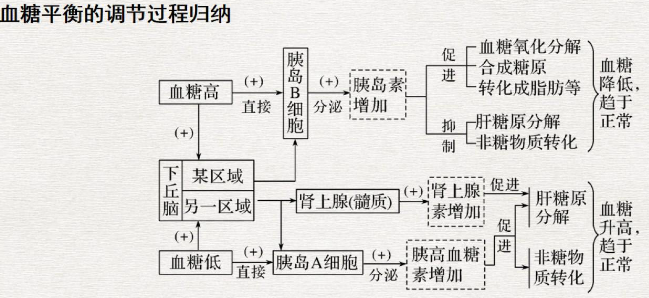 血糖平衡的调节过程归纳
血糖高
(+)
直接
(+)
胰岛B细胞
(+)
分泌
胰岛素
增加
促进
血糖氧化分解
合成糖原
转化成脂肪等
血糖
降低,
趋于
正常
抑制
肝糖原分解
非糖物质转化
下丘脑
某区域
另一区域
肾上腺(髓质)
(+)
肾上腺
素增加
促进
肝糖原
分解
血糖
升高,
趋于
正常
(+)
血糖低
(+)
直接
胰岛A细胞
(+)
分泌
胰高血糖
素增加
促进
非糖物
质转化